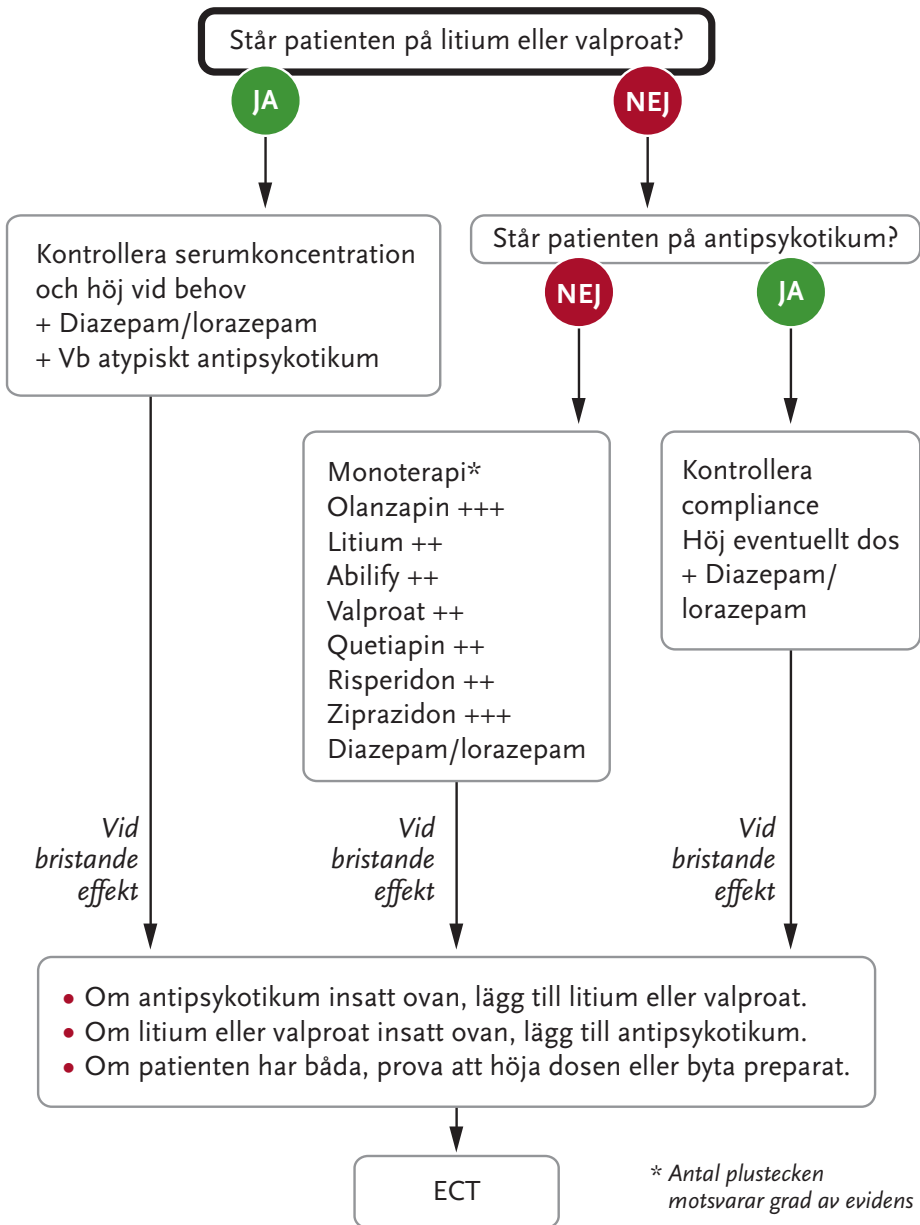 Står patienten på litium eller valproat?
JA
NEJ
Kontrollera serumkoncentration
och höj vid behov
+ Diazepam/lorazepam
+ Vb atypiskt antipsykotikum
Står patienten på antipsykotikum?
NEJ
JA
Monoterapi*
Olanzapin +++
Litium ++
Abilify ++
Valproat ++
Quetiapin ++
Risperidon ++
Ziprazidon +++
Diazepam/lorazepam
Kontrollera
compliance
Höj eventuellt dos
+ Diazepam/
lorazepam
Vid
bristande
effekt
Vid
bristande
effekt
Vid
bristande
effekt
• Om antipsykotikum insatt ovan, lägg till litium eller valproat.
• Om litium eller valproat insatt ovan, lägg till antipsykotikum.
• Om patienten har båda, prova att höja dosen eller byta preparat.
ECT
* Antal plustecken
motsvarar grad av evidens